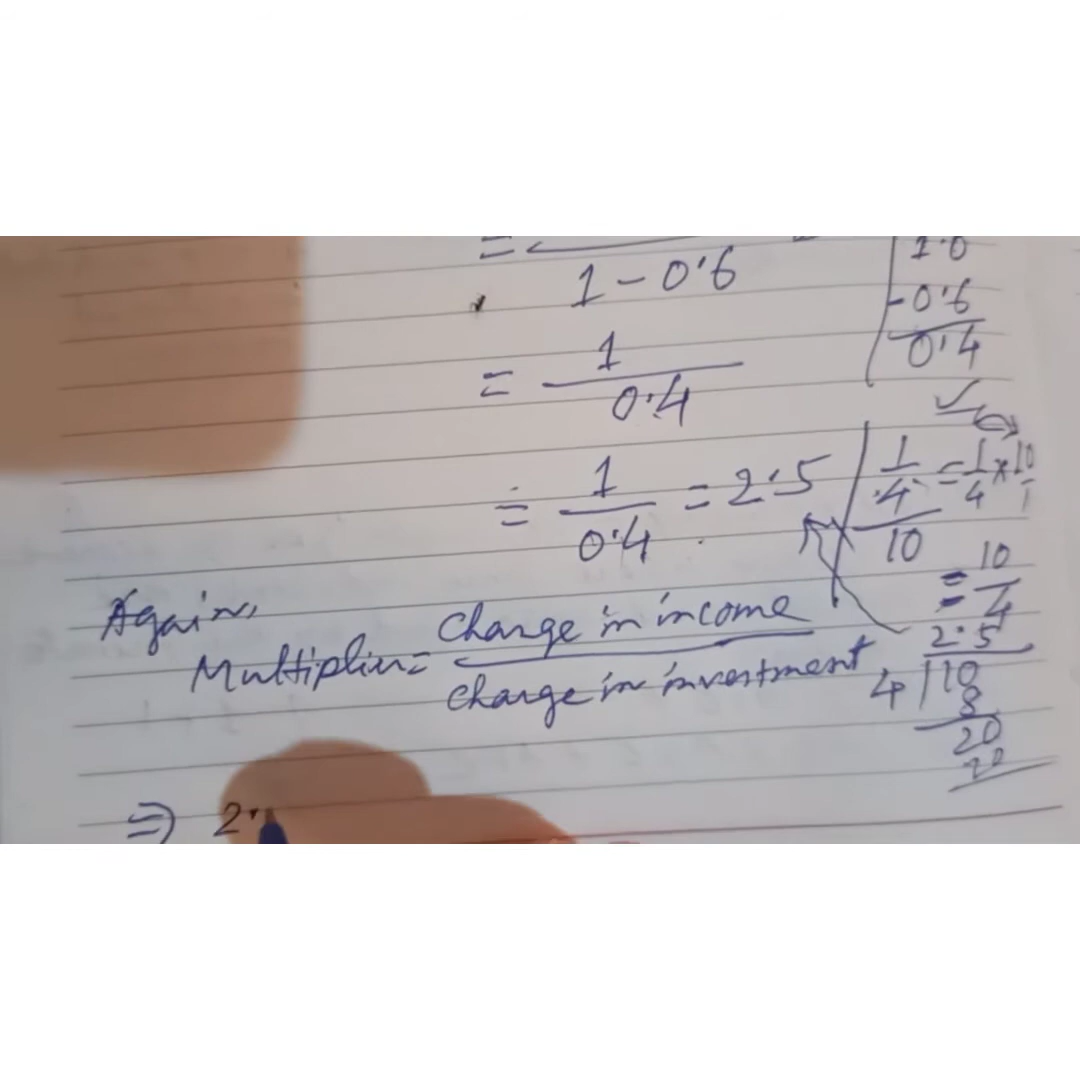 = 1 - 0.6
= 1 / 0.4
= 1 / 0.4 = 2.5
1.0
-0.6
0.4
1 / 4 / 10 = 1/4 × 10/1
= 10/4
2.5
4 | 10
8
20
20
Again,
Multiplier = change in income / change in investment
⇒ 2.